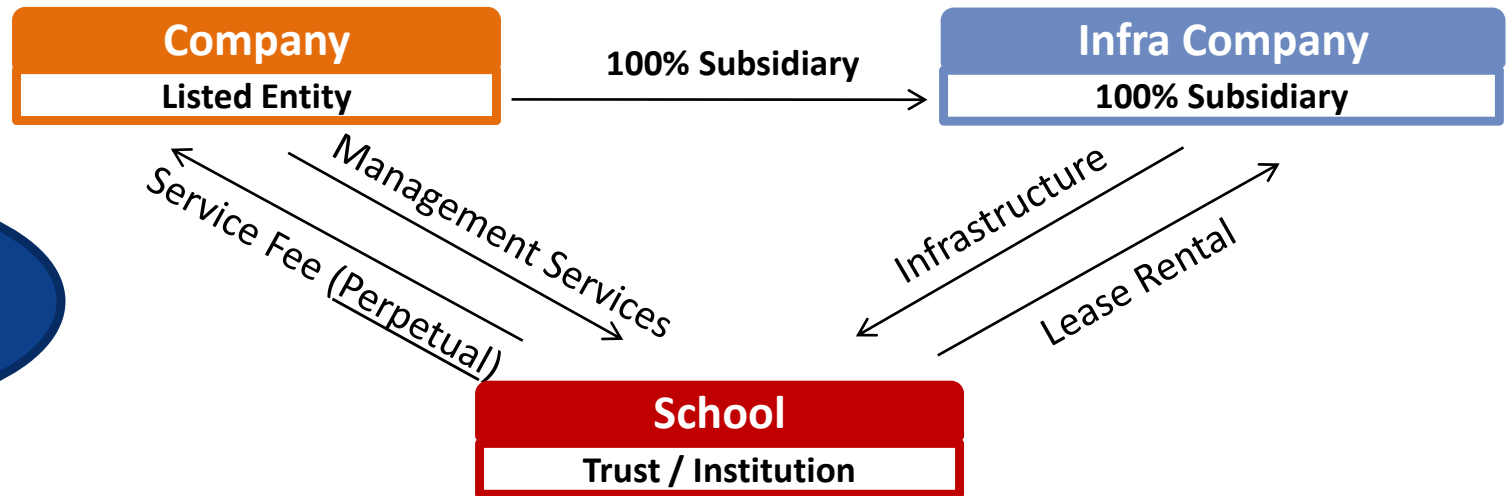 Company
Listed Entity
100% Subsidiary
Infra Company
100% Subsidiary
Management Services
Service Fee (Perpetual)
Infrastructure
Lease Rental
School
Trust / Institution